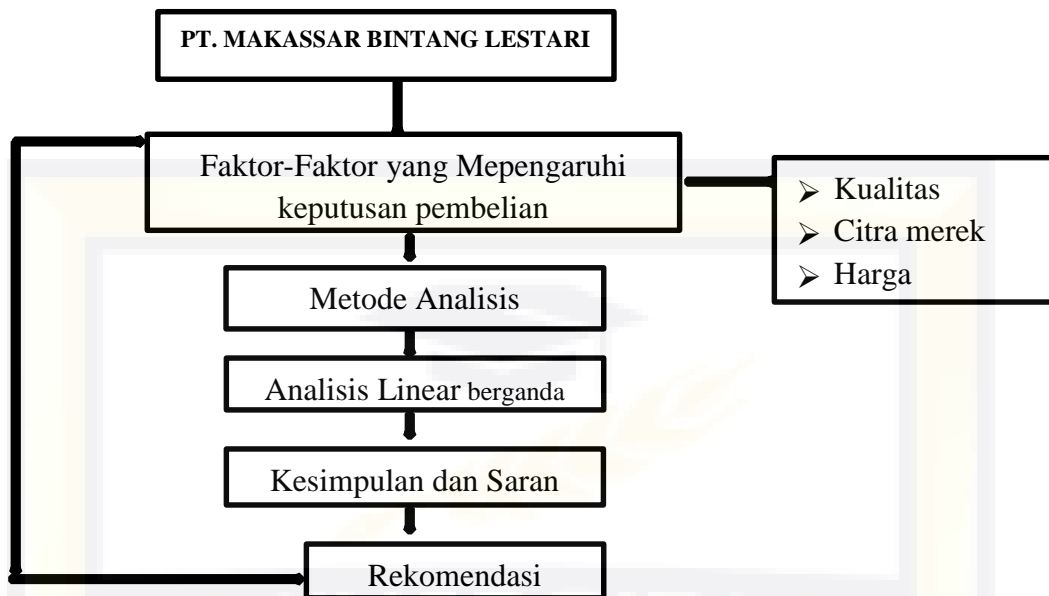 PT. MAKASSAR BINTANG LESTARI
Faktor-Faktor yang Mepengaruhi
keputusan pembelian
➢ Kualitas
➢ Citra merek
➢ Harga
Metode Analisis
Analisis Linear berganda
Kesimpulan dan Saran
Rekomendasi